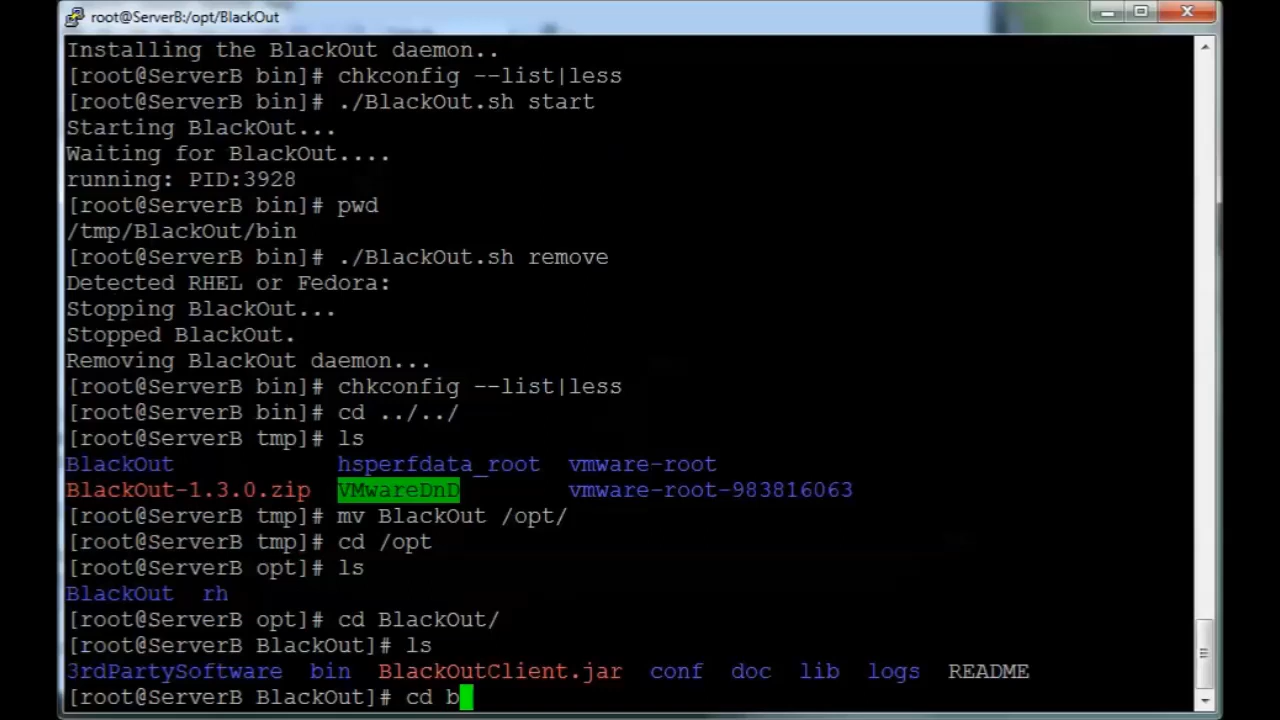 root@ServerB:/opt/BlackOut
Installing the BlackOut daemon..
[root@ServerB bin]# chkconfig --list|less
[root@ServerB bin]# ./BlackOut.sh start
Starting BlackOut...
Waiting for BlackOut....
running: PID:3928
[root@ServerB bin]# pwd
/tmp/BlackOut/bin
[root@ServerB bin]# ./BlackOut.sh remove
Detected RHEL or Fedora:
Stopping BlackOut...
Stopped BlackOut.
Removing BlackOut daemon...
[root@ServerB bin]# chkconfig --list|less
[root@ServerB bin]# cd ../../
[root@ServerB tmp]# ls
BlackOut hsperfdata_root vmware-root
BlackOut-1.3.0.zip VMwareDnD vmware-root-983816063
[root@ServerB tmp]# mv BlackOut /opt/
[root@ServerB tmp]# cd /opt
[root@ServerB opt]# ls
BlackOut rh
[root@ServerB opt]# cd BlackOut/
[root@ServerB BlackOut]# ls
3rdPartySoftware bin BlackOutClient.jar conf doc lib logs README
[root@ServerB BlackOut]# cd b